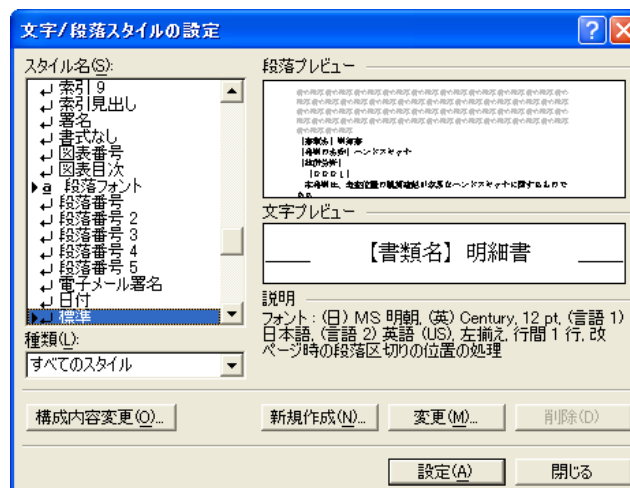 文字/段落スタイルの設定
スタイル名(S):
索引 9
索引見出し
署名
書式なし
図表番号
図表目次
a 段落フォント
段落番号
段落番号 2
段落番号 3
段落番号 4
段落番号 5
電子メール署名
日付
標準
種類(L):
すべてのスタイル
段落プレビュー
【書類名】 明細書
文字プレビュー
【書類名】 明細書
説明
フォント : (日) MS 明朝, (英) Century, 12 pt, (言語 1)
日本語, (言語 2) 英語 (US), 左揃え, 行間 1 行, 改
ページ時の段落区切りの位置の処理
構成内容変更(O)...
新規作成(N)...
変更(M)...
削除(D)
設定(A)
閉じる